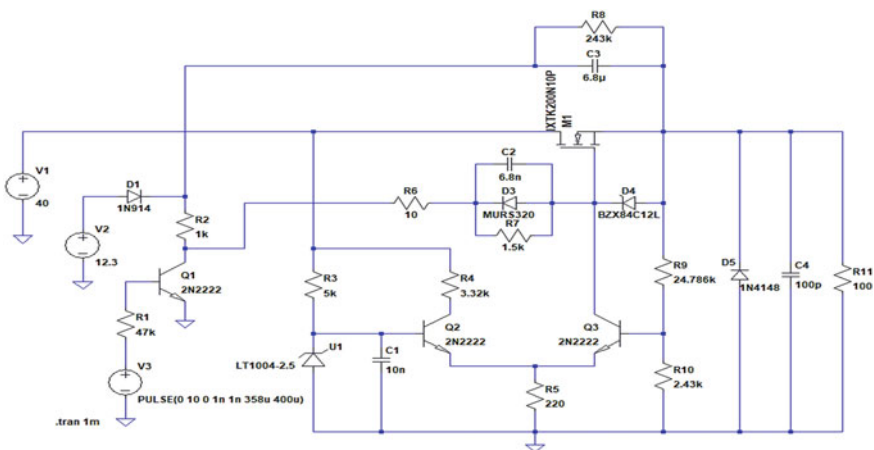 R8
243k
C3
6.8µ
IXTK200N10P
M1
V1
40
D1
1N914
V2
12.3
R2
1k
C2
6.8n
R6
10
D3
MURS320
R7
1.5k
D4
BZX84C12L
Q1
2N2222
R1
47k
V3
PULSE(0 10 0 1n 1n 358u 400u)
.tran 1m
R3
5k
R4
3.32k
U1
LT1004-2.5
C1
10n
Q2
2N2222
Q3
2N2222
R5
220
R9
24.786k
R10
2.43k
D5
1N4148
C4
100p
R11
100